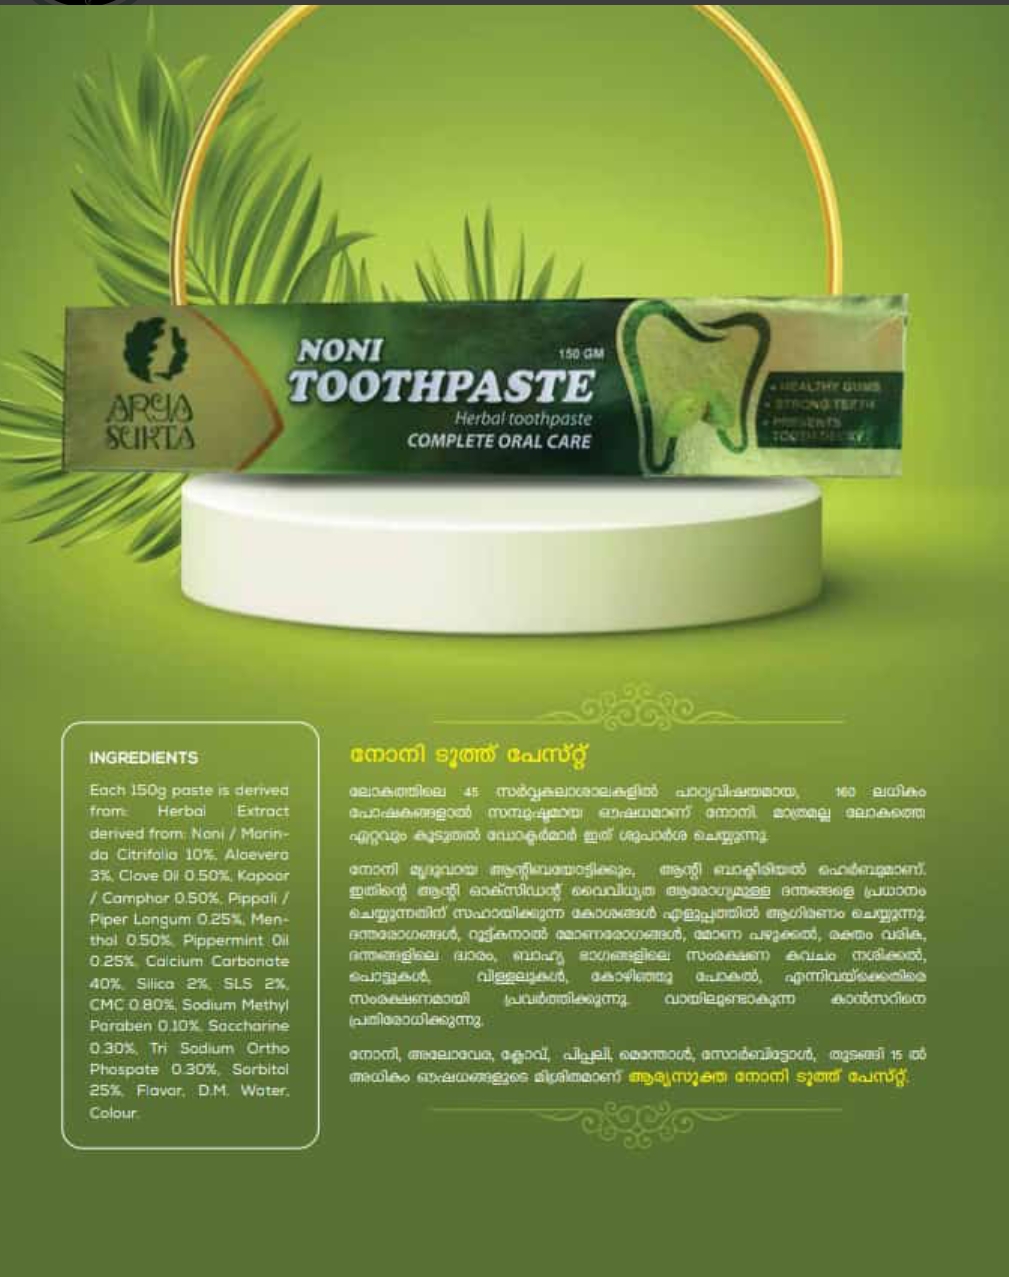 ARYA
SUKTA
NONI
150 GM
TOOTHPASTE
Herbal toothpaste
COMPLETE ORAL CARE
• HEALTHY GUMS
• STRONG TEETH
• PREVENTS
TOOTH DECAY
INGREDIENTS
Each 150g paste is derived
from: Herbal Extract
derived from: Noni / Morin-
da Citrifolia 10%, Aloevera
3%, Clove Oil 0.50%, Kapoor
/ Camphor 0.50%, Pippali /
Piper Longum 0.25%, Men-
thol 0.50%, Pippermint Oil
0.25%, Calcium Carbonate
40%, Silica 2%, SLS 2%,
CMC 0.80%, Sodium Methyl
Paraben 0.10%, Saccharine
0.30%, Tri Sodium Ortho
Phospate 0.30%, Sorbitol
25%, Flavor, D.M. Water,
Colour.
നോനി ടൂത്ത് പേസ്റ്റ്
ലോകത്തിലെ 45 സർവ്വകലാശാലകളിൽ പാഠ്യവിഷയമായ, 160 ലധികം
പോഷകങ്ങളാൽ സമ്പുഷ്ടമായ ഔഷധമാണ് നോനി. മാത്രമല്ല ലോകത്തെ
ഏറ്റവും കൂടുതൽ ഡോക്ടർമാർ ഇത് ശുപാർശ ചെയ്യുന്നു.
നോനി മൃദുവായ ആന്റിബയോട്ടിക്കും, ആന്റി ബാക്ടീരിയൽ ഹെർബുമാണ്.
ഇതിന്റെ ആന്റി ഓക്സിഡന്റ് വൈവിധ്യത ആരോഗ്യമുള്ള ദന്തങ്ങളെ പ്രധാനം
ചെയ്യുന്നതിന് സഹായിക്കുന്ന കോശങ്ങൾ എളുപ്പത്തിൽ ആഗിരണം ചെയ്യുന്നു.
ദന്തരോഗങ്ങൾ, റൂട്ട്കനാൽ മോണരോഗങ്ങൾ, മോണ പഴുക്കൽ, രക്തം വരിക,
ദന്തങ്ങളിലെ ദ്വാരം, ബാഹ്യ ഭാഗങ്ങളിലെ സംരക്ഷണ കവചം നശിക്കൽ,
പൊട്ടുകൾ, വിള്ളലുകൾ, കോഴിഞ്ഞു പോകൽ, എന്നിവയ്ക്കെതിരെ
സംരക്ഷണമായി പ്രവർത്തിക്കുന്നു. വായിലുണ്ടാകുന്ന കാൻസറിനെ
പ്രതിരോധിക്കുന്നു.
നോനി, അലോവേര, ക്ലോവ്, പിപ്പലി, മെന്തോൾ, സോർബിട്ടോൾ, തുടങ്ങി 15 ൽ
അധികം ഔഷധങ്ങളുടെ മിശ്രിതമാണ് ആര്യസൂക്ത നോനി ടൂത്ത് പേസ്റ്റ്.